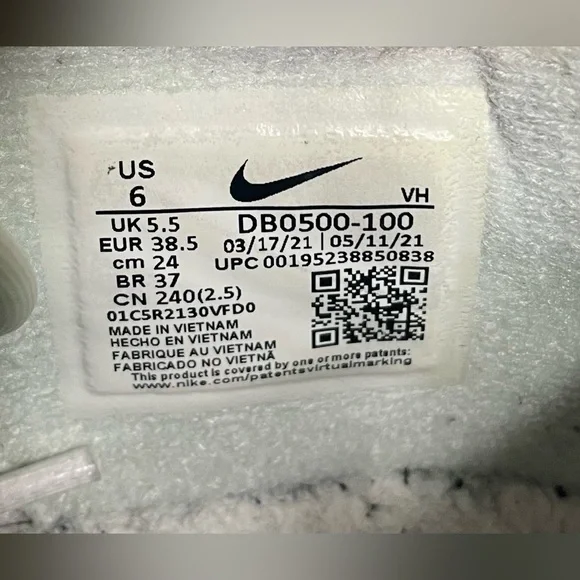 US
6
VH
UK 5.5
DB0500-100
EUR 38.5
03/17/21 | 05/11/21
cm 24
UPC 00195238850838
BR 37
CN 240(2.5)
01C5R2130VFD0
MADE IN VIETNAM
HECHO EN VIETNAM
FABRIQUE AU VIETNAM
FABRICADO NO VIETNÃ
This product is covered by one or more patents:
www.nike.com/patentsvirtualmarking